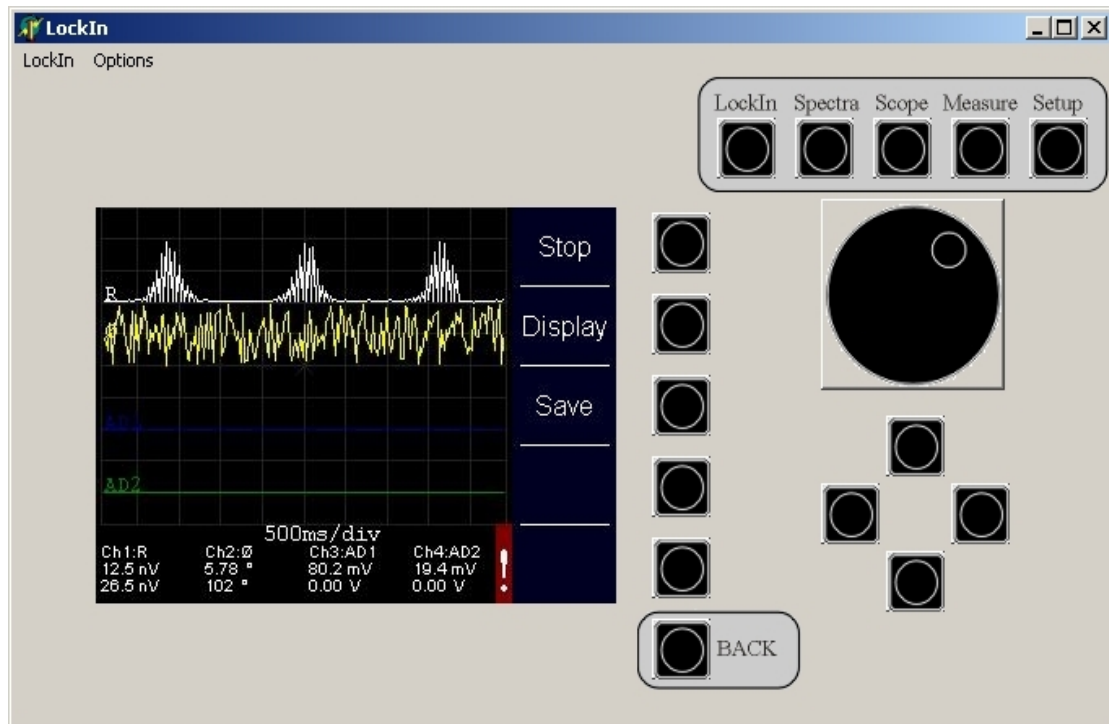 LockIn
LockIn Options
LockIn Spectra Scope Measure Setup
Stop
R
Display
Save
AD1
AD2
500ms/div
Ch1:R Ch2:Ø Ch3:AD1 Ch4:AD2
12.5 nV 5.78 ° 80.2 mV 19.4 mV
26.5 nV 102 ° 0.00 V 0.00 V
!
BACK